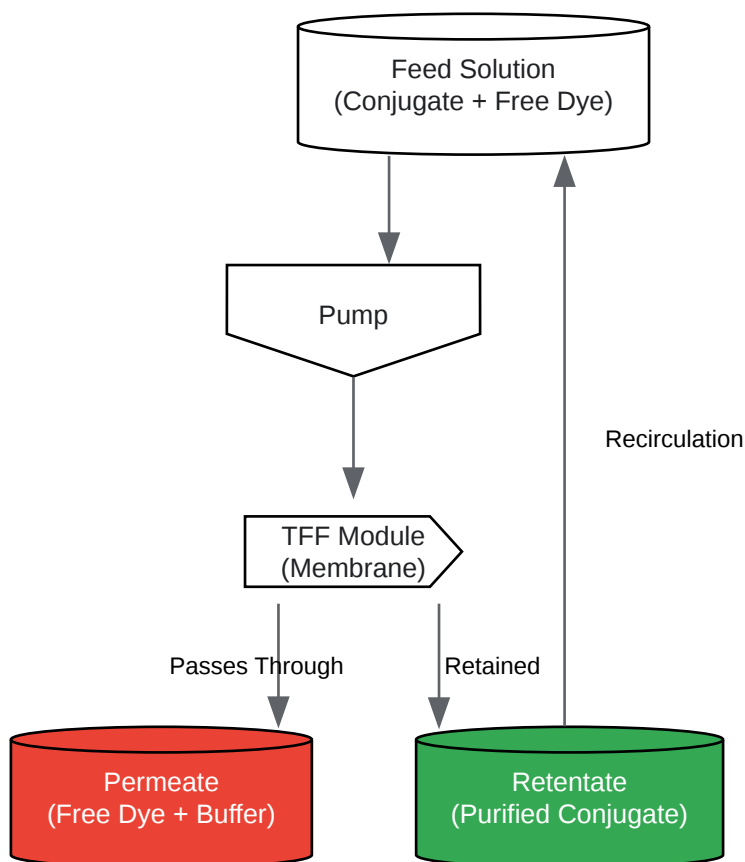 Feed Solution
(Conjugate + Free Dye)
Pump
Recirculation
TFF Module
(Membrane)
Passes Through
Retained
Permeate
(Free Dye + Buffer)
Retentate
(Purified Conjugate)